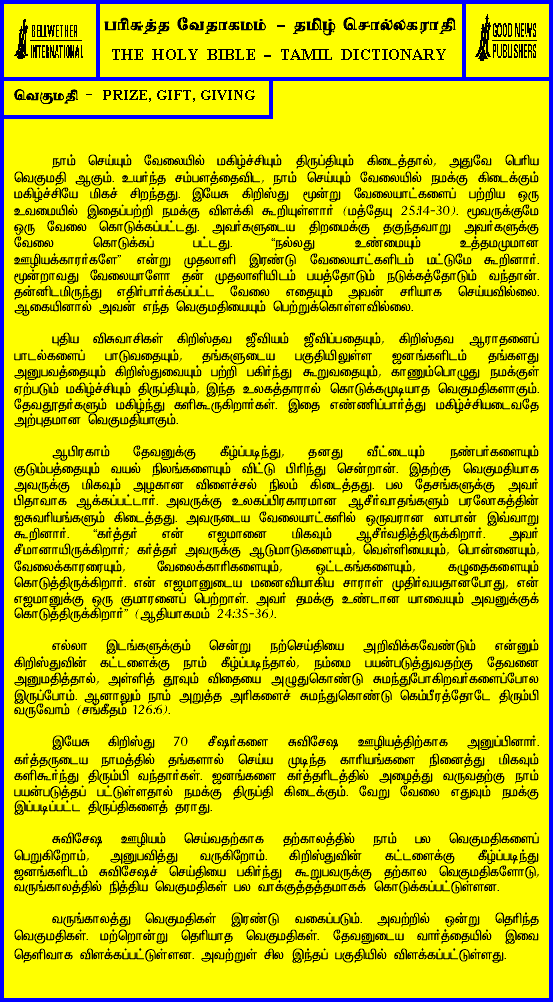 BELLWETHER
INTERNATIONAL
பரிசுத்த வேதாகமம் - தமிழ் சொல்லகராதி
THE HOLY BIBLE - TAMIL DICTIONARY
GOOD NEWS
PUBLISHERS
வெகுமதி - PRIZE, GIFT, GIVING
நாம் செய்யும் வேலையில் மகிழ்ச்சியும் திருப்தியும் கிடைத்தால், அதுவே பெரிய
வெகுமதி ஆகும். உயர்ந்த சம்பளத்தைவிட, நாம் செய்யும் வேலையில் நமக்கு கிடைக்கும்
மகிழ்ச்சியே மிகச் சிறந்தது. இயேசு கிறிஸ்து மூன்று வேலையாட்களைப் பற்றிய ஒரு
உவமையில் இதைப்பற்றி நமக்கு விளக்கி கூறியுள்ளார் (மத்தேயு 25:14-30). மூவருக்குமே
ஒரு வேலை கொடுக்கப்பட்டது. அவர்களுடைய திறமைக்கு தகுந்தவாறு அவர்களுக்கு
வேலை கொடுக்கப் பட்டது. "நல்லது உண்மையும் உத்தமமுமான
ஊழியக்காரர்களே" என்று முதலாளி இரண்டு வேலையாட்களிடம் மட்டுமே கூறினார்.
மூன்றாவது வேலையாளோ தன் முதலாளியிடம் பயத்தோடும் நடுக்கத்தோடும் வந்தான்.
தன்னிடமிருந்து எதிர்பார்க்கப்பட்ட வேலை எதையும் அவன் சரியாக செய்யவில்லை.
ஆகையினால் அவன் எந்த வெகுமதியையும் பெற்றுக்கொள்ளவில்லை.
புதிய விசுவாசிகள் கிறிஸ்தவ ஜீவியம் ஜீவிப்பதையும், கிறிஸ்தவ ஆராதனைப்
பாடல்களைப் பாடுவதையும், தங்களுடைய பகுதியிலுள்ள ஜனங்களிடம் தங்களது
அனுபவத்தையும் கிறிஸ்துவையும் பற்றி பகிர்ந்து கூறுவதையும், காணும்பொழுது நமக்குள்
ஏற்படும் மகிழ்ச்சியும் திருப்தியும், இந்த உலகத்தாரால் கொடுக்கமுடியாத வெகுமதிகளாகும்.
தேவதூதர்களும் மகிழ்ந்து களிகூருகிறார்கள். இதை எண்ணிப்பார்த்து மகிழ்ச்சியடைவதே
அற்புதமான வெகுமதியாகும்.
ஆபிரகாம் தேவனுக்கு கீழ்ப்படிந்து, தனது வீட்டையும் நண்பர்களையும்
குடும்பத்தையும் வயல் நிலங்களையும் விட்டு பிரிந்து சென்றான். இதற்கு வெகுமதியாக
அவருக்கு மிகவும் அழகான விளைச்சல் நிலம் கிடைத்தது. பல தேசங்களுக்கு அவர்
பிதாவாக ஆக்கப்பட்டார். அவருக்கு உலகப்பிரகாரமான ஆசீர்வாதங்களும் பரலோகத்தின்
ஐசுவரியங்களும் கிடைத்தது. அவருடைய வேலையாட்களில் ஒருவரான லாபான் இவ்வாறு
கூறினார். "கர்த்தர் என் எஜமானை மிகவும் ஆசீர்வதித்திருக்கிறார். அவர்
சீமானாயிருக்கிறார்; கர்த்தர் அவருக்கு ஆடுமாடுகளையும், வெள்ளியையும், பொன்னையும்,
வேலைக்காரரையும், வேலைக்காரிகளையும், ஒட்டகங்களையும், கழுதைகளையும்
கொடுத்திருக்கிறார். என் எஜமானுடைய மனைவியாகிய சாராள் முதிர்வயதானபோது, என்
எஜமானுக்கு ஒரு குமாரனைப் பெற்றாள். அவர் தமக்கு உண்டான யாவையும் அவனுக்குக்
கொடுத்திருக்கிறார்" (ஆதியாகமம் 24:35-36).
எல்லா இடங்களுக்கும் சென்று நற்செய்தியை அறிவிக்கவேண்டும் என்னும்
கிறிஸ்துவின் கட்டளைக்கு நாம் கீழ்ப்படிந்தால், நம்மை பயன்படுத்துவதற்கு தேவனை
அனுமதித்தால், அள்ளித் தூவும் விதையை அழுதுகொண்டு சுமந்துபோகிறவர்களைப்போல
இருப்போம். ஆனாலும் நாம் அறுத்த அரிகளைச் சுமந்துகொண்டு கெம்பீரத்தோடே திரும்பி
வருவோம் (சங்கீதம் 126:6).
இயேசு கிறிஸ்து 70 சீஷர்களை சுவிசேஷ ஊழியத்திற்காக அனுப்பினார்.
கர்த்தருடைய நாமத்தில் தங்களால் செய்ய முடிந்த காரியங்களை நினைத்து மிகவும்
களிகூர்ந்து திரும்பி வந்தார்கள். ஜனங்களை கர்த்தரிடத்தில் அழைத்து வருவதற்கு நாம்
பயன்படுத்தப் பட்டுள்ளதால் நமக்கு திருப்தி கிடைக்கும். வேறு வேலை எதுவும் நமக்கு
இப்படிப்பட்ட திருப்திகளைத் தராது.
சுவிசேஷ ஊழியம் செய்வதற்காக தற்காலத்தில் நாம் பல வெகுமதிகளைப்
பெறுகிறோம், அனுபவித்து வருகிறோம். கிறிஸ்துவின் கட்டளைக்கு கீழ்ப்படிந்து
ஜனங்களிடம் சுவிசேஷச் செய்தியை பகிர்ந்து கூறுபவருக்கு தற்கால வெகுமதிகளோடு,
வருங்காலத்தில் நித்திய வெகுமதிகள் பல வாக்குத்தத்தமாகக் கொடுக்கப்பட்டுள்ளன.
வருங்காலத்து வெகுமதிகள் இரண்டு வகைப்படும். அவற்றில் ஒன்று தெரிந்த
வெகுமதிகள். மற்றொன்று தெரியாத வெகுமதிகள். தேவனுடைய வார்த்தையில் இவை
தெளிவாக விளக்கப்பட்டுள்ளன. அவற்றுள் சில இந்தப் பகுதியில் விளக்கப்பட்டுள்ளது.